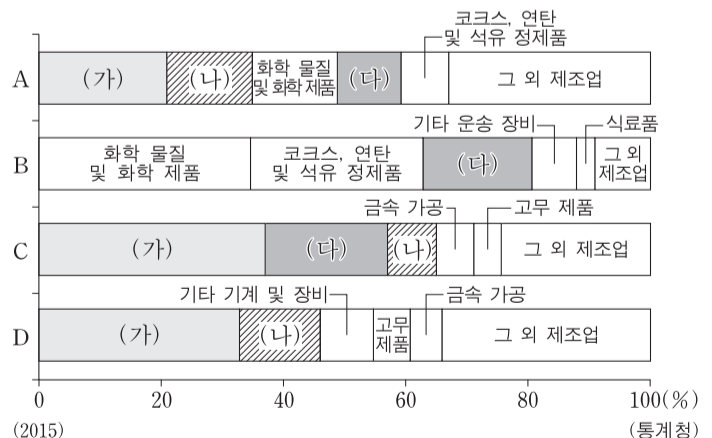 코크스, 연탄
및 석유 정제품
A
(가)
(나)
화학 물질
및 화학 제품
(다)
그 외 제조업
기타 운송 장비
식료품
B
화학 물질
및 화학 제품
코크스, 연탄
및 석유 정제품
(다)
그 외
제조업
금속 가공
고무 제품
C
(가)
(다)
(나)
그 외 제조업
기타 기계 및 장비
금속 가공
D
(가)
(나)
고무
제품
그 외 제조업
0 20 40 60 80 100(%)
(2015) (통계청)